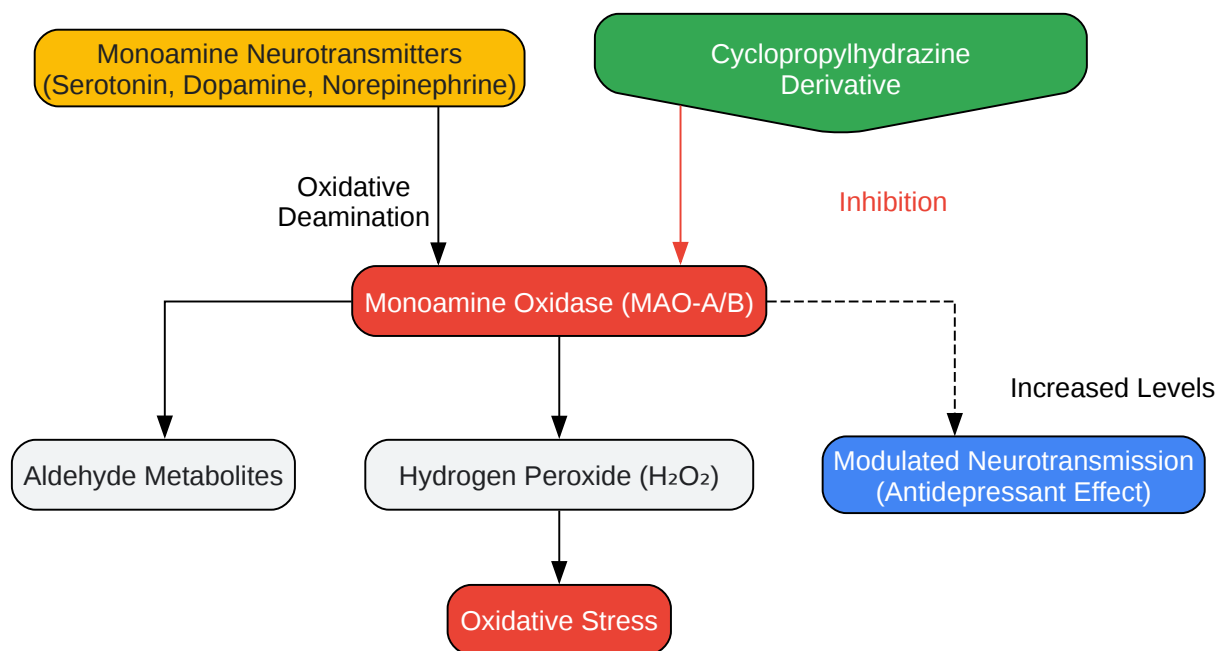 Monoamine Neurotransmitters
(Serotonin, Dopamine, Norepinephrine)
Cyclopropylhydrazine
Derivative
Oxidative
Deamination
Inhibition
Monoamine Oxidase (MAO-A/B)
Increased Levels
Aldehyde Metabolites
Hydrogen Peroxide (H₂O₂)
Modulated Neurotransmission
(Antidepressant Effect)
Oxidative Stress